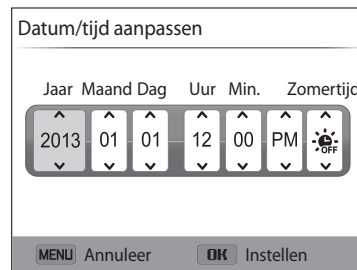 Datum/tijd aanpassen
Jaar Maand Dag Uur Min. Zomertijd
2013 01 01 12 00 PM OFF
MENU Annuleer OK Instellen